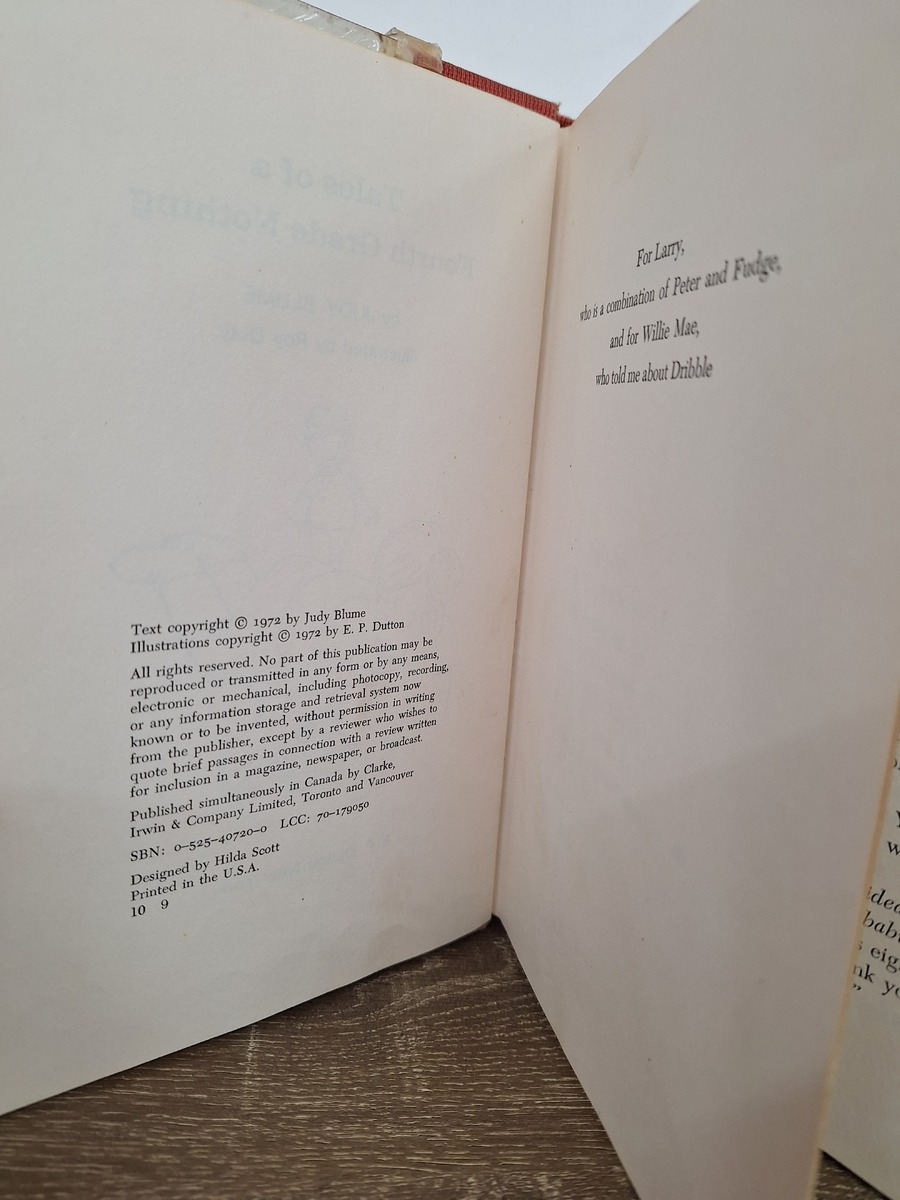 Text copyright © 1972 by Judy Blume
Illustrations copyright © 1972 by E. P. Dutton
All rights reserved. No part of this publication may be
reproduced or transmitted in any form or by any means,
electronic or mechanical, including photocopy, recording,
or any information storage and retrieval system now
known or to be invented, without permission in writing
from the publisher, except by a reviewer who wishes to
quote brief passages in connection with a review written
for inclusion in a magazine, newspaper, or broadcast.
Published simultaneously in Canada by Clarke,
Irwin & Company Limited, Toronto and Vancouver
SBN: 0-525-40720-0 LCC: 70-179050
Designed by Hilda Scott
Printed in the U.S.A.
10 9
For Larry,
who is a combination of Peter and Fudge,
and for Willie Mae,
who told me about Dribble